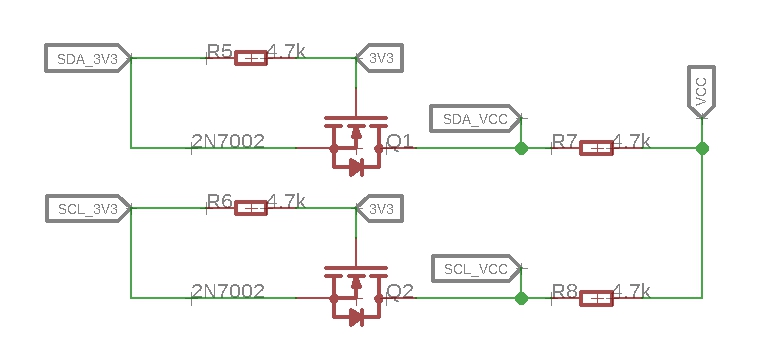 R5 4.7k
SDA_3V3 3V3
VCC
SDA_VCC
2N7002 Q1 R7 4.7k
R6 4.7k
SCL_3V3 3V3
SCL_VCC
2N7002 Q2 R8 4.7k